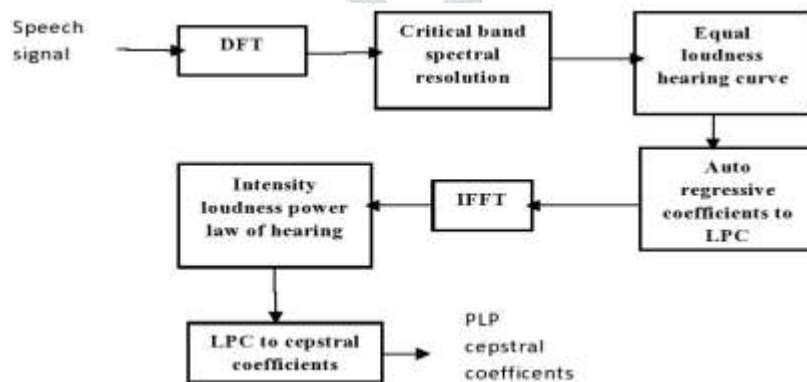 Speech
signal
DFT
Critical band
spectral
resolution
Equal
loudness
hearing curve
Auto
regressive
coefficients to
LPC
IFFT
Intensity
loudness power
law of hearing
LPC to cepstral
coefficients
PLP
cepstral
coefficents